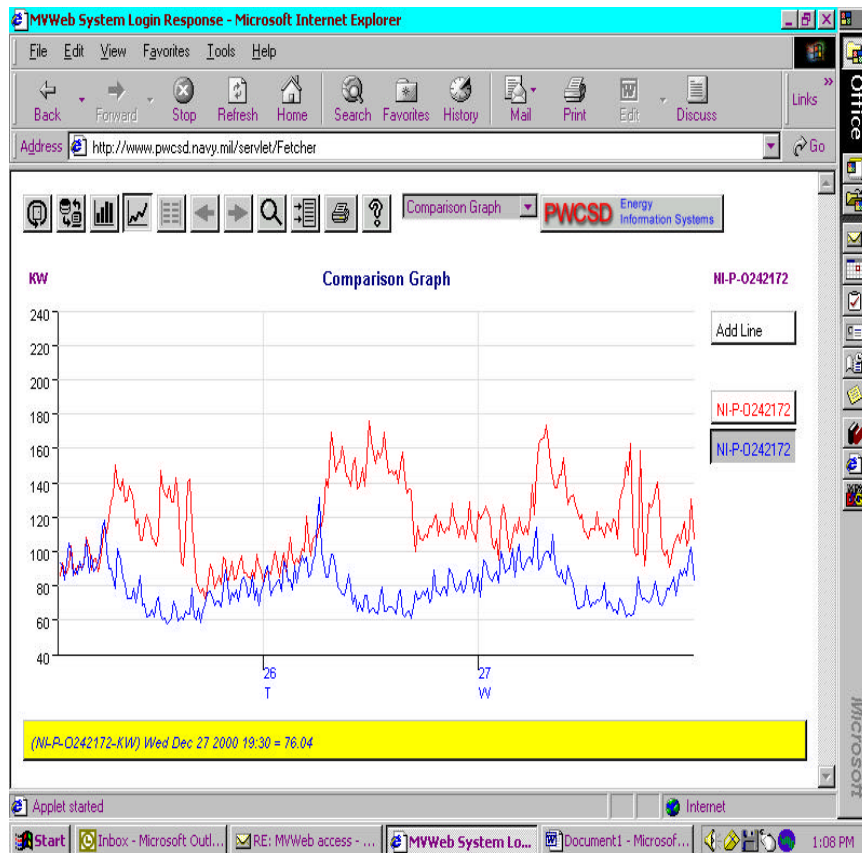 MVWeb System Login Response - Microsoft Internet Explorer
File Edit View Favorites Tools Help
Back Forward Stop Refresh Home Search Favorites History Mail Print Edit Discuss Links »
Address http://www.pwcsd.navy.mil/servlet/Fetcher Go
Comparison Graph PWCSD Energy Information Systems
KW Comparison Graph NI-P-O242172
Add Line
NI-P-O242172
NI-P-O242172
240
220
200
180
160
140
120
100
80
60
40
26 27
T W
(NI-P-O242172-KW) Wed Dec 27 2000 19:30 = 76.04
Applet started Internet
Start Inbox - Microsoft Outl... RE: MVWeb access - ... MVWeb System Lo... Document1 - Microsof... 1:08 PM
Office
Microsoft